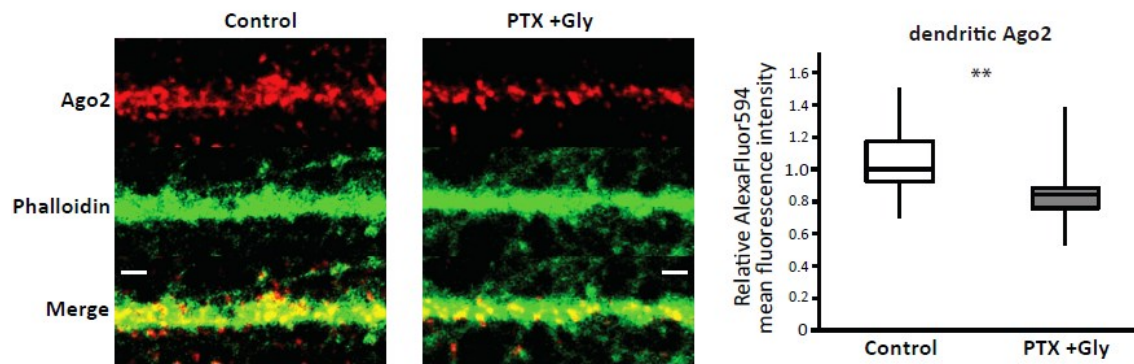 Control
PTX +Gly
Ago2
Phalloidin
Merge
dendritic Ago2
**
Relative AlexaFluor594
mean fluorescence intensity
1.6
1.4
1.2
1.0
0.8
0.6
0.4
0.2
0
Control
PTX +Gly